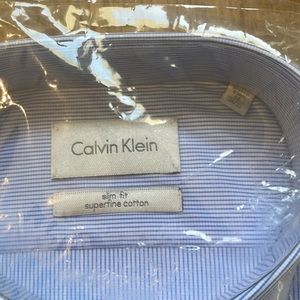 Calvin Klein
slim fit
superfine cotton